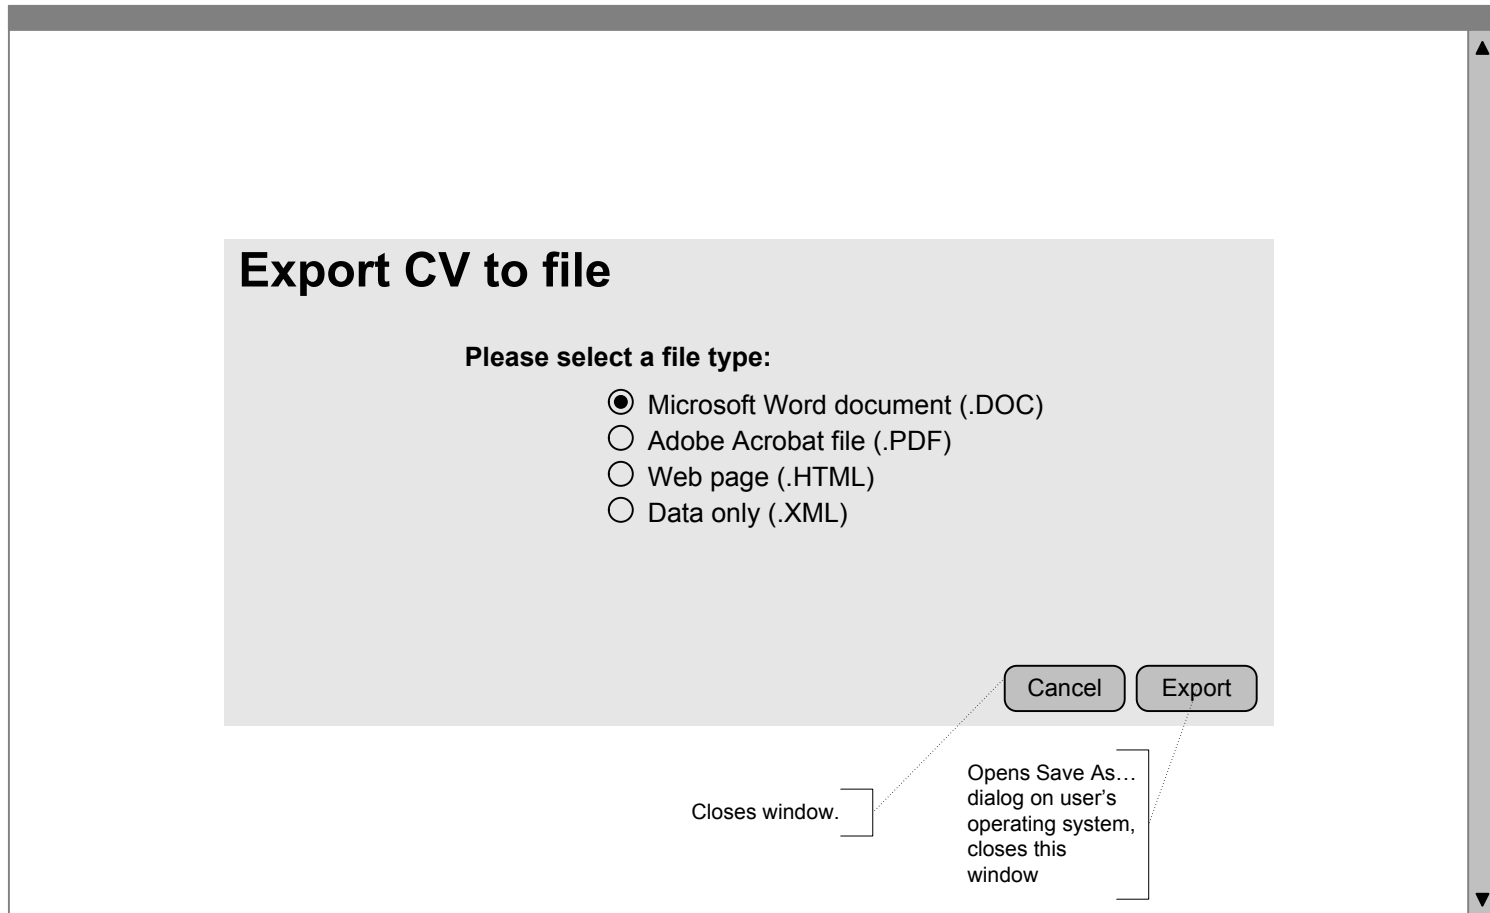 Export CV to file
Please select a file type:
Microsoft Word document (.DOC)
Adobe Acrobat file (.PDF)
Web page (.HTML)
Data only (.XML)
Cancel
Export
Closes window.
Opens Save As…
dialog on user’s
operating system,
closes this
window